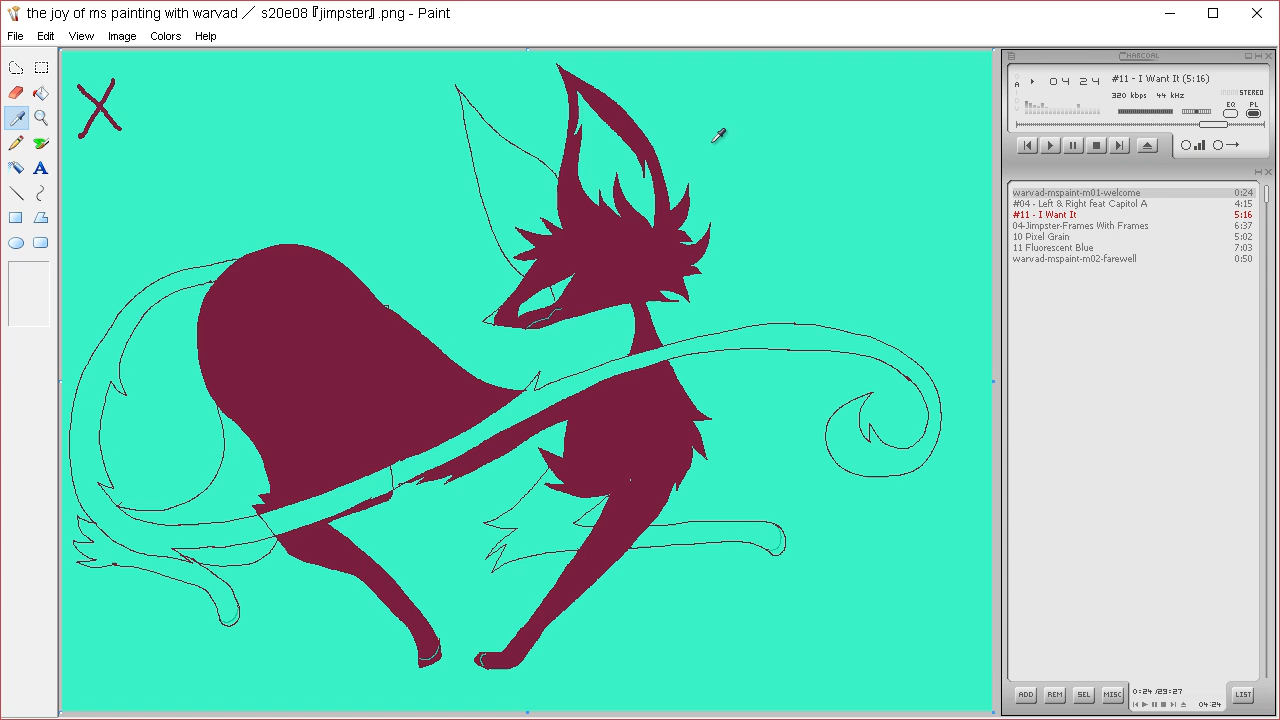 the joy of ms painting with warvad ／ s20e08『jimpster』.png - Paint
File Edit View Image Colors Help
X
CHARCOAL
04 24
#11 - I Want It (5:16)
320 kbps 44 kHz
STEREO
EQ PL
warvad-mspaint-m01-welcome 0:24
#04 - Left & Right feat Capitol A 4:15
#11 - I Want It 5:16
04-Jimpster-Frames With Frames 6:37
10 Pixel Grain 5:02
11 Fluorescent Blue 7:03
warvad-mspaint-m02-farewell 0:50
ADD REM SEL MISC 0:24/29:27 04:24 LIST